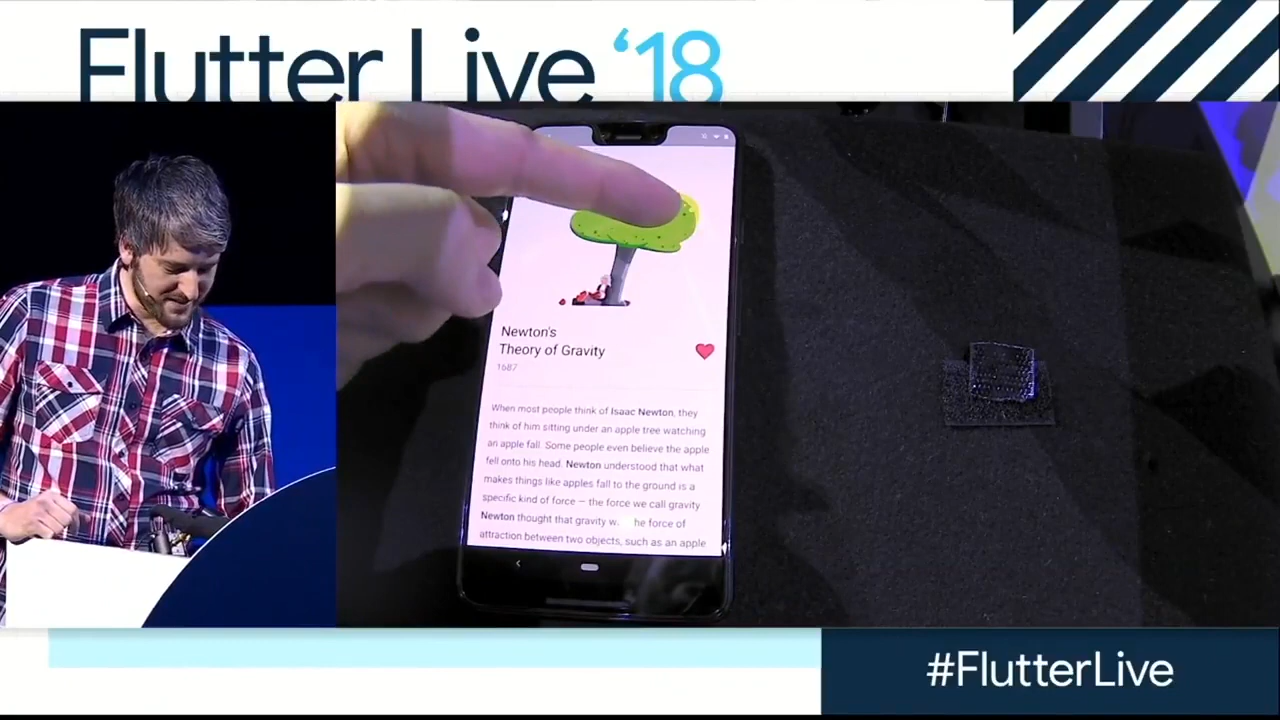 Flutter Live ‘18
Newton's
Theory of Gravity
1687
When most people think of Isaac Newton, they
think of him sitting under an apple tree watching
an apple fall. Some people even believe the apple
fell onto his head. Newton understood that what
makes things like apples fall to the ground is a
specific kind of force — the force we call gravity
Newton thought that gravity w he force of
attraction between two objects, such as an apple
#FlutterLive